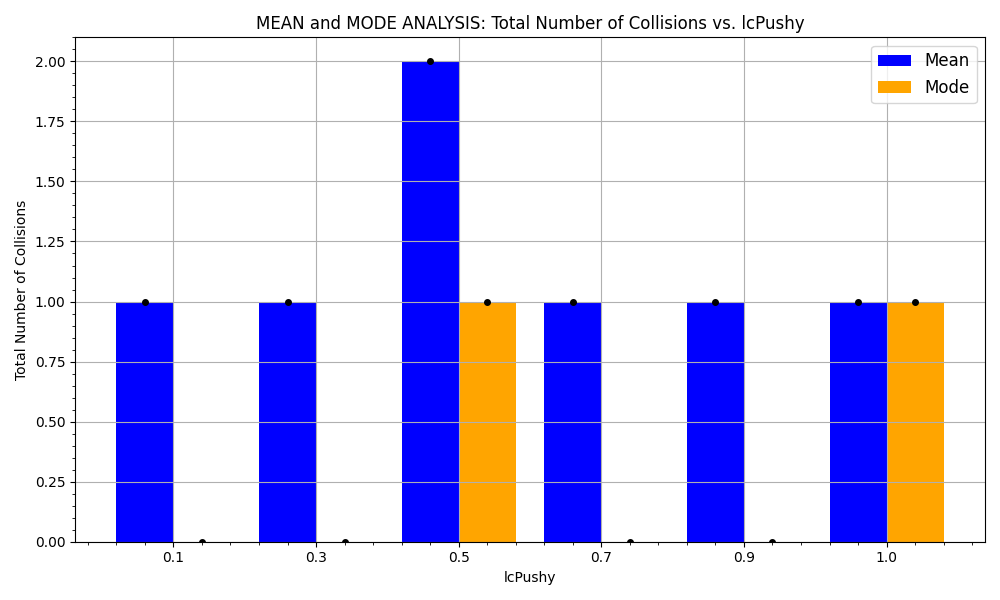 MEAN and MODE ANALYSIS: Total Number of Collisions vs. lcPushy
Mean
Mode
Total Number of Collisions
2.00
1.75
1.50
1.25
1.00
0.75
0.50
0.25
0.00
0.1 0.3 0.5 0.7 0.9 1.0
lcPushy